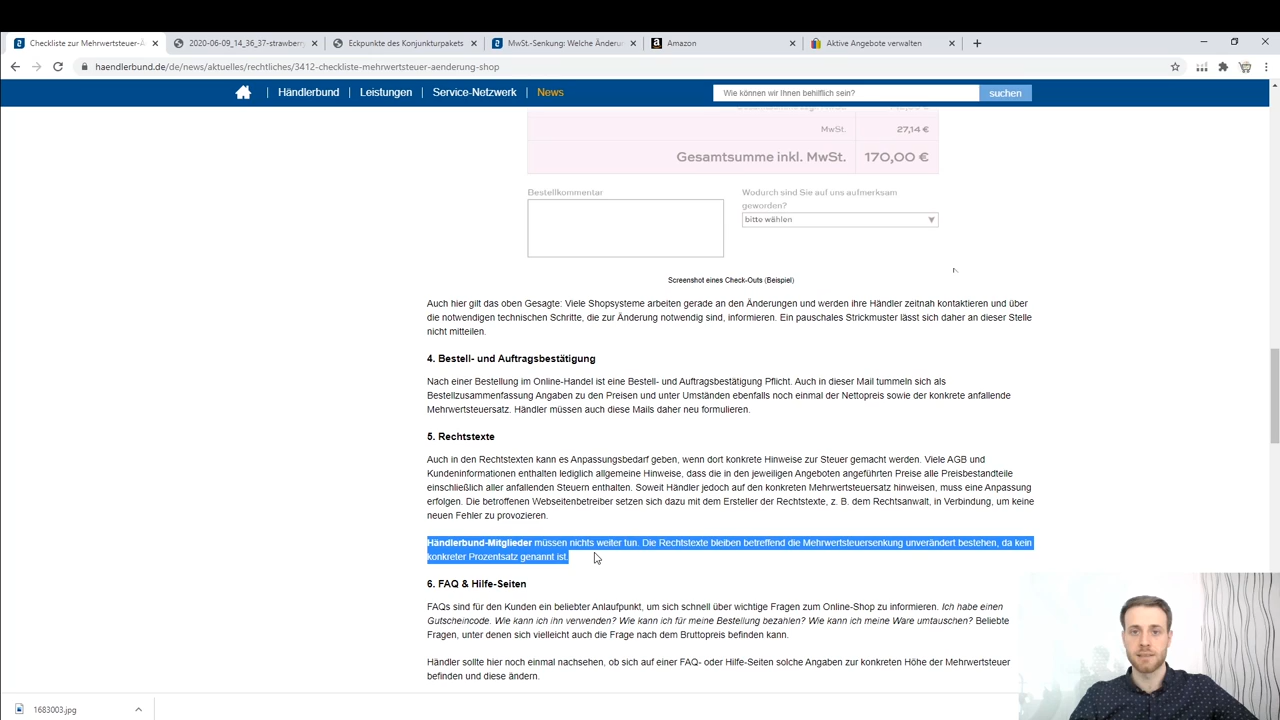 Checkliste zur Mehrwertsteuer-Ä
2020-06-09_14_36_37-strawberry
Eckpunkte des Konjunkturpakets
MwSt.-Senkung: Welche Änderu
Amazon
Aktive Angebote verwalten
haendlerbund.de/de/news/aktuelles/rechtliches/3412-checkliste-mehrwertsteuer-aenderung-shop
Händlerbund
Leistungen
Service-Netzwerk
News
Wie können wir Ihnen behilflich sein?
suchen
MwSt. 27,14 €
Gesamtsumme inkl. MwSt. 170,00 €
Bestellkommentar
Wodurch sind Sie auf uns aufmerksam
geworden?
bitte wählen
Screenshot eines Check-Outs (Beispiel)
Auch hier gilt das oben Gesagte: Viele Shopsysteme arbeiten gerade an den Änderungen und werden ihre Händler zeitnah kontaktieren und über
die notwendigen technischen Schritte, die zur Änderung notwendig sind, informieren. Ein pauschales Strickmuster lässt sich daher an dieser Stelle
nicht mitteilen.
4. Bestell- und Auftragsbestätigung
Nach einer Bestellung im Online-Handel ist eine Bestell- und Auftragsbestätigung Pflicht. Auch in dieser Mail tummeln sich als
Bestellzusammenfassung Angaben zu den Preisen und unter Umständen ebenfalls noch einmal der Nettopreis sowie der konkrete anfallende
Mehrwertsteuersatz. Händler müssen auch diese Mails daher neu formulieren.
5. Rechtstexte
Auch in den Rechtstexten kann es Anpassungsbedarf geben, wenn dort konkrete Hinweise zur Steuer gemacht werden. Viele AGB und
Kundeninformationen enthalten lediglich allgemeine Hinweise, dass die in den jeweiligen Angeboten angeführten Preise alle Preisbestandteile
einschließlich aller anfallenden Steuern enthalten. Soweit Händler jedoch auf den konkreten Mehrwertsteuersatz hinweisen, muss eine Anpassung
erfolgen. Die betroffenen Webseitenbetreiber setzen sich dazu mit dem Ersteller der Rechtstexte, z. B. dem Rechtsanwalt, in Verbindung, um keine
neuen Fehler zu provozieren.
Händlerbund-Mitglieder müssen nichts weiter tun. Die Rechtstexte bleiben betreffend die Mehrwertsteuersenkung unverändert bestehen, da kein
konkreter Prozentsatz genannt ist.
6. FAQ & Hilfe-Seiten
FAQs sind für den Kunden ein beliebter Anlaufpunkt, um sich schnell über wichtige Fragen zum Online-Shop zu informieren. Ich habe einen
Gutscheincode. Wie kann ich ihn verwenden? Wie kann ich für meine Bestellung bezahlen? Wie kann ich meine Ware umtauschen? Beliebte
Fragen, unter denen sich vielleicht auch die Frage nach dem Bruttopreis befinden kann.
Händler sollte hier noch einmal nachsehen, ob sich auf einer FAQ- oder Hilfe-Seiten solche Angaben zur konkreten Höhe der Mehrwertsteuer
befinden und diese ändern.
1683003.jpg